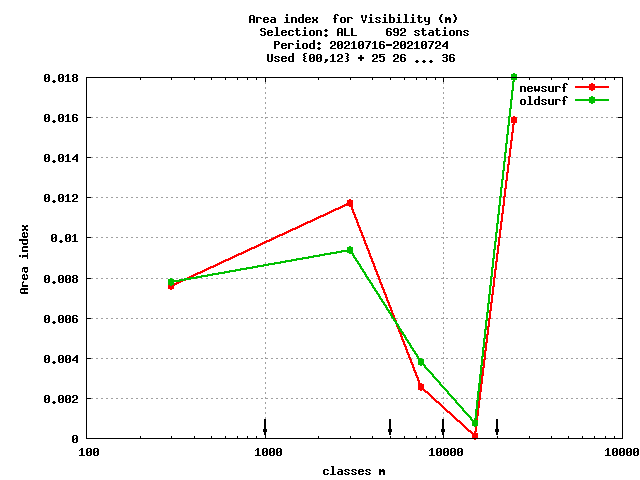 Area index  for Visibility (m)
Selection: ALL    692 stations
Period: 20210716-20210724
Used {00,12} + 25 26 ... 36
0.018
0.016
0.014
0.012
0.01
0.008
0.006
0.004
0.002
0
Area index
newsurf
oldsurf
100
1000
10000
10000
classes m